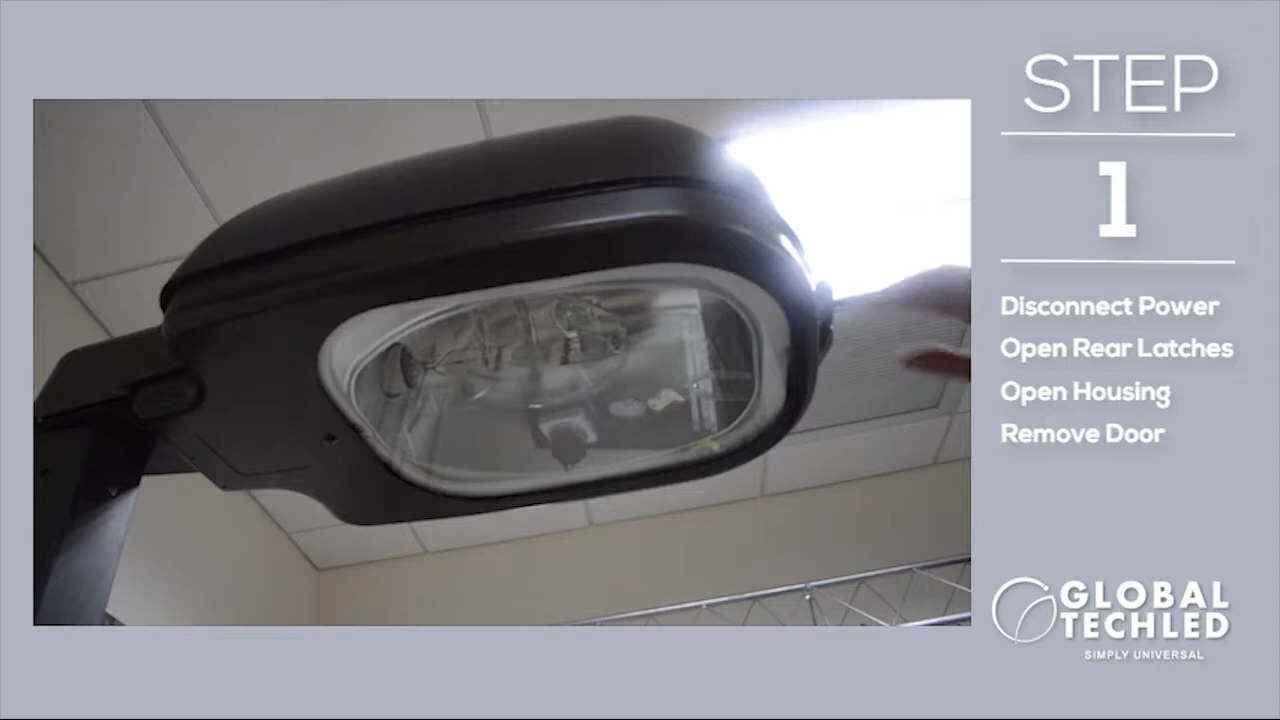 STEP
1
Disconnect Power
Open Rear Latches
Open Housing
Remove Door
GLOBAL
TECHLED
SIMPLY UNIVERSAL